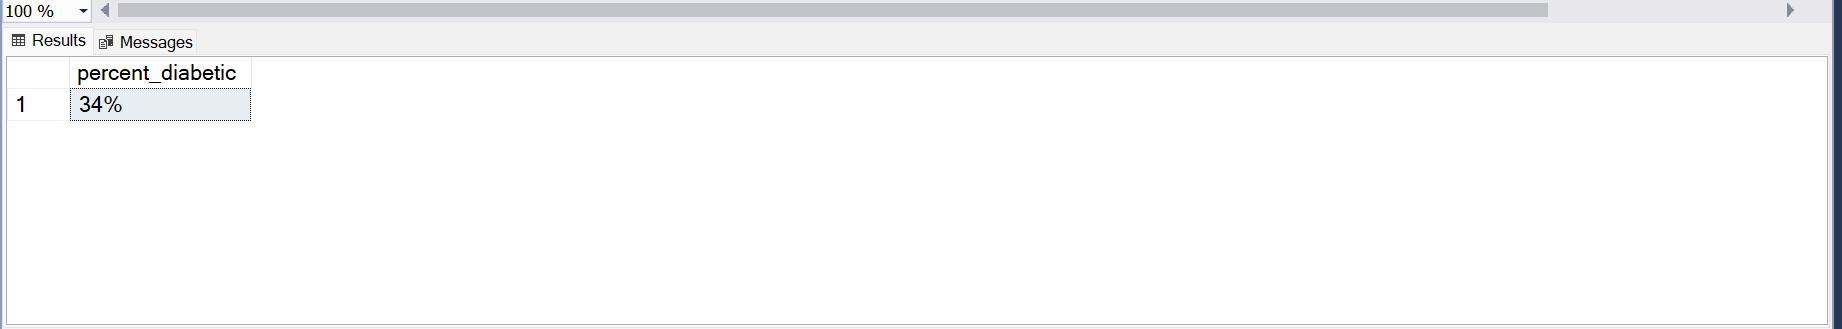 100 %
Results Messages
percent_diabetic
1 34%